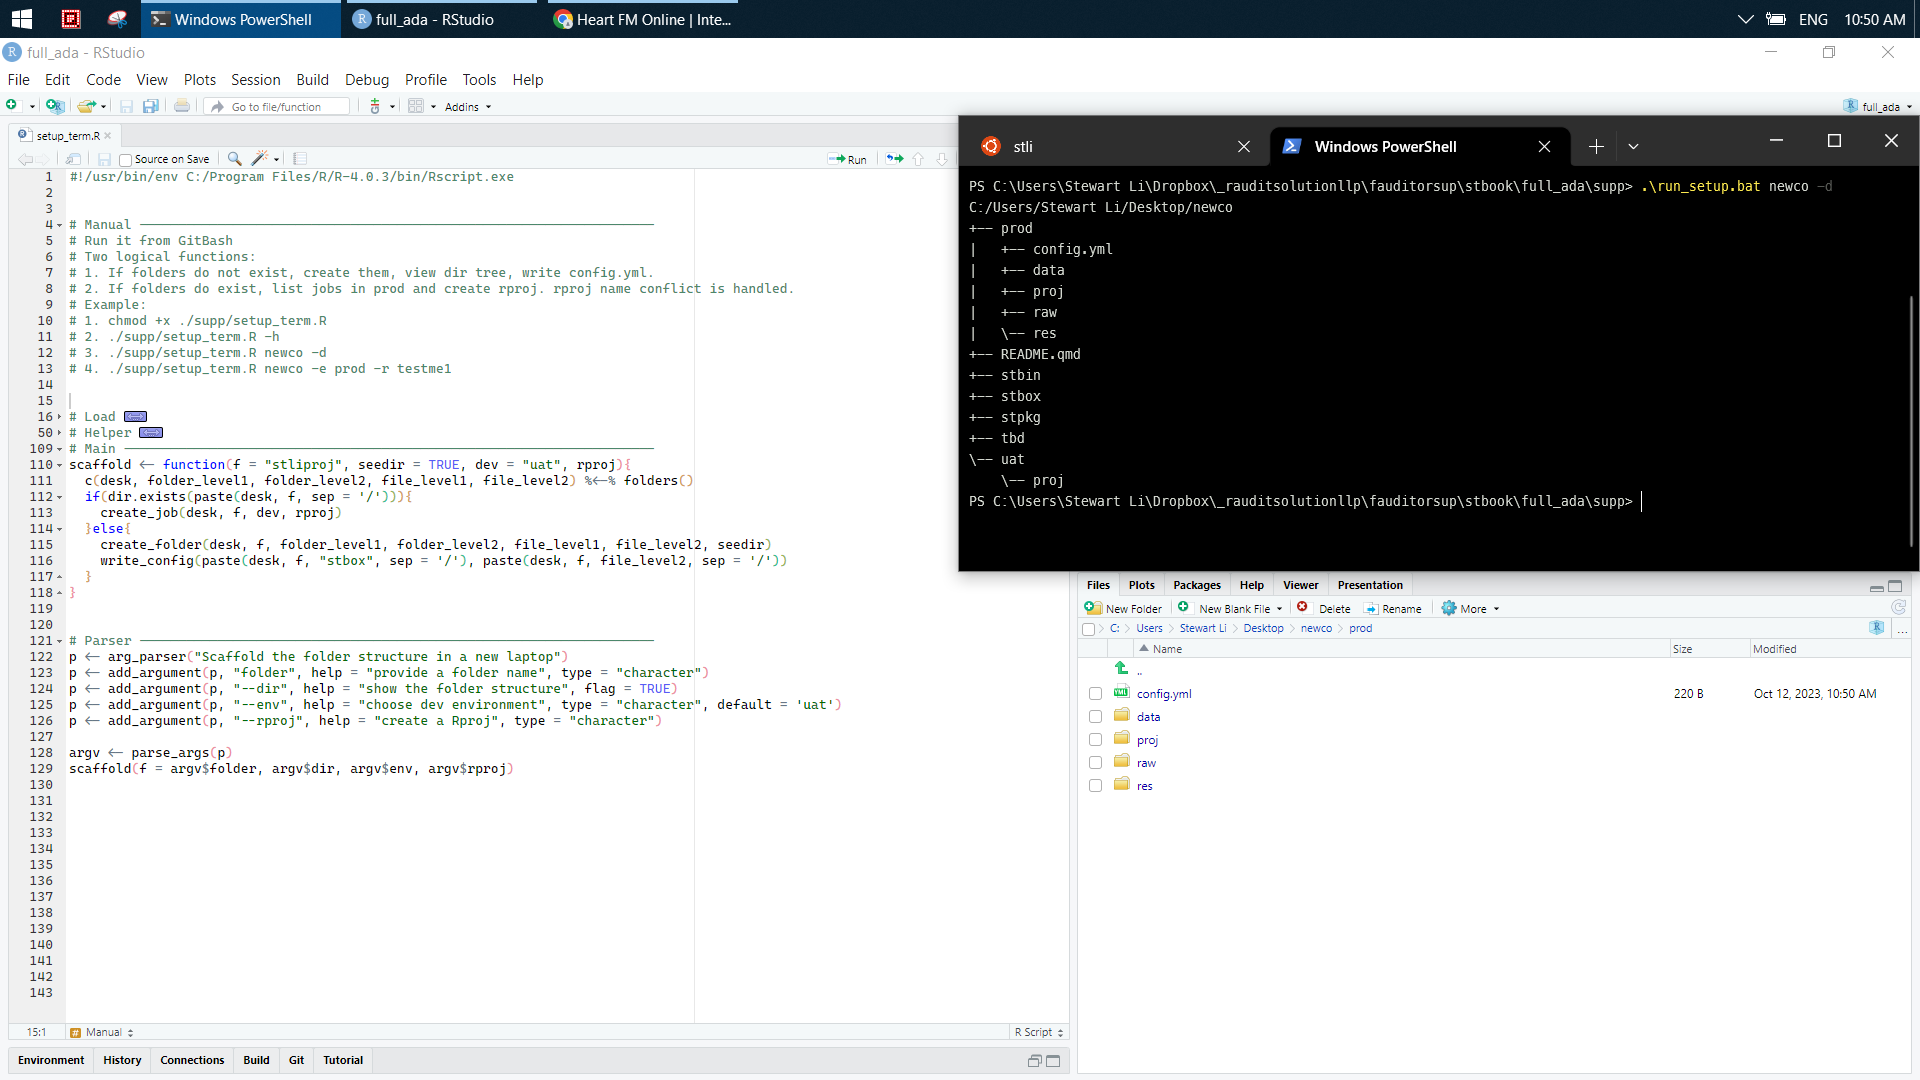 Windows PowerShell
full_ada - RStudio
Heart FM Online | Inte...
ENG
10:50 AM
full_ada - RStudio
File Edit Code View Plots Session Build Debug Profile Tools Help
Go to file/function
Addins
full_ada
setup_term.R
Source on Save
Run
1 #!/usr/bin/env C:/Program Files/R/R-4.0.3/bin/Rscript.exe
2
3
4 # Manual
5 # Run it from GitBash
6 # Two logical functions:
7 # 1. If folders do not exist, create them, view dir tree, write config.yml.
8 # 2. If folders do exist, list jobs in prod and create rproj. rproj name conflict is handled.
9 # Example:
10 # 1. chmod +x ./supp/setup_term.R
11 # 2. ./supp/setup_term.R -h
12 # 3. ./supp/setup_term.R newco -d
13 # 4. ./supp/setup_term.R newco -e prod -r testme1
14
15
16 # Load
50 # Helper
109 # Main
110 scaffold <- function(f = "stliproj", seedir = TRUE, dev = "uat", rproj){
111 c(desk, folder_level1, folder_level2, file_level1, file_level2) %<-% folders()
112 if(dir.exists(paste(desk, f, sep = '/'))){
113 create_job(desk, f, dev, rproj)
114 }else{
115 create_folder(desk, f, folder_level1, folder_level2, file_level1, file_level2, seedir)
116 write_config(paste(desk, f, "stbox", sep = '/'), paste(desk, f, file_level2, sep = '/'))
117 }
118 }
119
120
121 # Parser
122 p <- arg_parser("Scaffold the folder structure in a new laptop")
123 p <- add_argument(p, "folder", help = "provide a folder name", type = "character")
124 p <- add_argument(p, "--dir", help = "show the folder structure", flag = TRUE)
125 p <- add_argument(p, "--env", help = "choose dev environment", type = "character", default = 'uat')
126 p <- add_argument(p, "--rproj", help = "create a Rproj", type = "character")
127
128 argv <- parse_args(p)
129 scaffold(f = argv$folder, argv$dir, argv$env, argv$rproj)
130
131
132
133
134
135
136
137
138
139
140
141
142
143
15:1
# Manual
R Script
Environment History Connections Build Git Tutorial
stli
Windows PowerShell
PS C:\Users\Stewart Li\Dropbox\_rauditsolutionllp\fauditorsup\stbook\full_ada\supp> .\run_setup.bat newco -d
C:/Users/Stewart Li/Desktop/newco
+-- prod
|   +-- config.yml
|   +-- data
|   +-- proj
|   +-- raw
|   \-- res
+-- README.qmd
+-- stbin
+-- stbox
+-- stpkg
+-- tbd
\-- uat
    \-- proj
PS C:\Users\Stewart Li\Dropbox\_rauditsolutionllp\fauditorsup\stbook\full_ada\supp>
Files Plots Packages Help Viewer Presentation
New Folder New Blank File Delete Rename More
C: Users Stewart Li Desktop newco prod
...
Name Size Modified
..
config.yml 220 B Oct 12, 2023, 10:50 AM
data
proj
raw
res